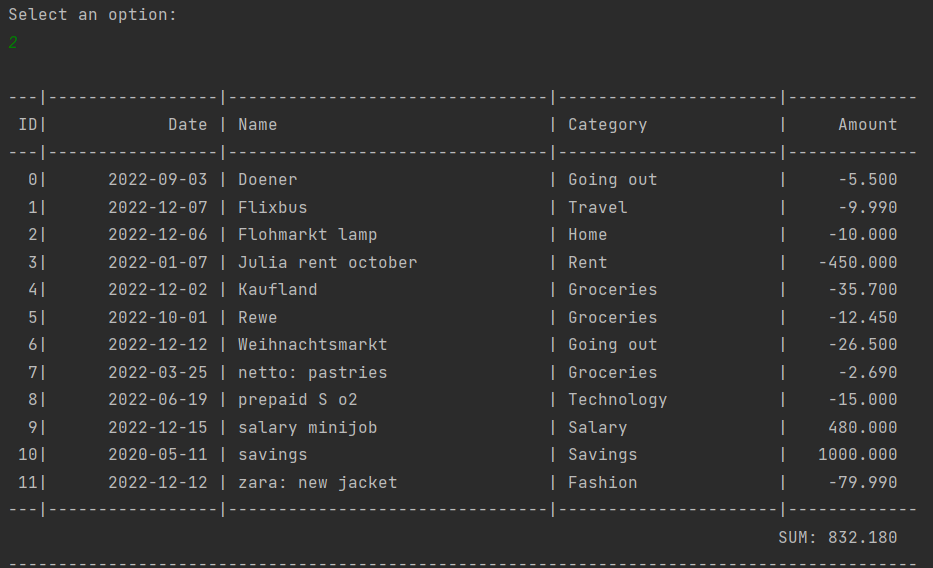 Select an option:
2
---|-----------------|--------------------------------|----------------------|-------------
 ID|            Date | Name                           | Category             |     Amount
---|-----------------|--------------------------------|----------------------|-------------
  0|      2022-09-03 | Doener                         | Going out            |     -5.500
  1|      2022-12-07 | Flixbus                        | Travel               |     -9.990
  2|      2022-12-06 | Flohmarkt lamp                 | Home                 |    -10.000
  3|      2022-01-07 | Julia rent october             | Rent                 |   -450.000
  4|      2022-12-02 | Kaufland                       | Groceries            |    -35.700
  5|      2022-10-01 | Rewe                           | Groceries            |    -12.450
  6|      2022-12-12 | Weihnachtsmarkt                | Going out            |    -26.500
  7|      2022-03-25 | netto: pastries                | Groceries            |     -2.690
  8|      2022-06-19 | prepaid S o2                   | Technology           |    -15.000
  9|      2022-12-15 | salary minijob                 | Salary               |    480.000
 10|      2020-05-11 | savings                        | Savings              |   1000.000
 11|      2022-12-12 | zara: new jacket               | Fashion              |    -79.990
---|-----------------|--------------------------------|----------------------|-------------
                                                                             SUM: 832.180
-------------------------------------------------------------------------------------------